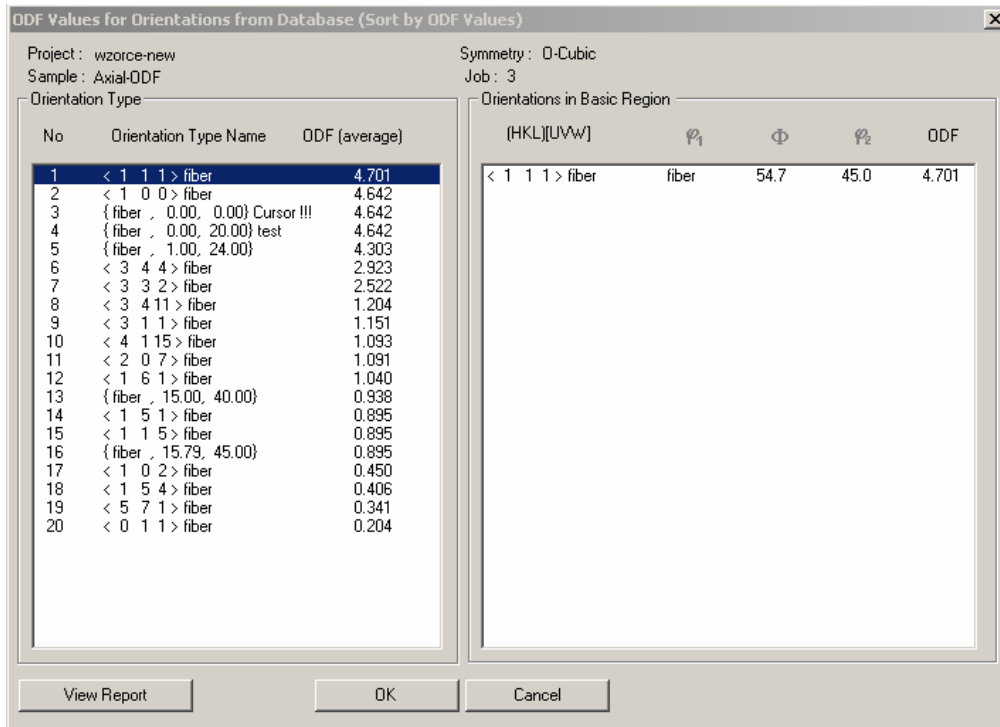 ODF Values for Orientations from Database (Sort by ODF Values)
Project : wzorce-new Symmetry : O-Cubic
Sample : Axial-ODF Job : 3
Orientation Type
No Orientation Type Name ODF (average)
1 < 1 1 1 > fiber 4.701
2 < 1 0 0 > fiber 4.642
3 { fiber , 0.00, 0.00} Cursor !!! 4.642
4 { fiber , 0.00, 20.00} test 4.642
5 { fiber , 1.00, 24.00} 4.303
6 < 3 4 4 > fiber 2.923
7 < 3 3 2 > fiber 2.522
8 < 3 4 11 > fiber 1.204
9 < 3 1 1 > fiber 1.151
10 < 4 1 15 > fiber 1.093
11 < 2 0 7 > fiber 1.091
12 < 1 6 1 > fiber 1.040
13 { fiber , 15.00, 40.00} 0.938
14 < 1 5 1 > fiber 0.895
15 < 1 1 5 > fiber 0.895
16 { fiber , 15.79, 45.00} 0.895
17 < 1 0 2 > fiber 0.450
18 < 1 5 4 > fiber 0.406
19 < 5 7 1 > fiber 0.341
20 < 0 1 1 > fiber 0.204
Orientations in Basic Region
(HKL)[UVW] φ1 Φ φ2 ODF
< 1 1 1 > fiber fiber 54.7 45.0 4.701
View Report OK Cancel